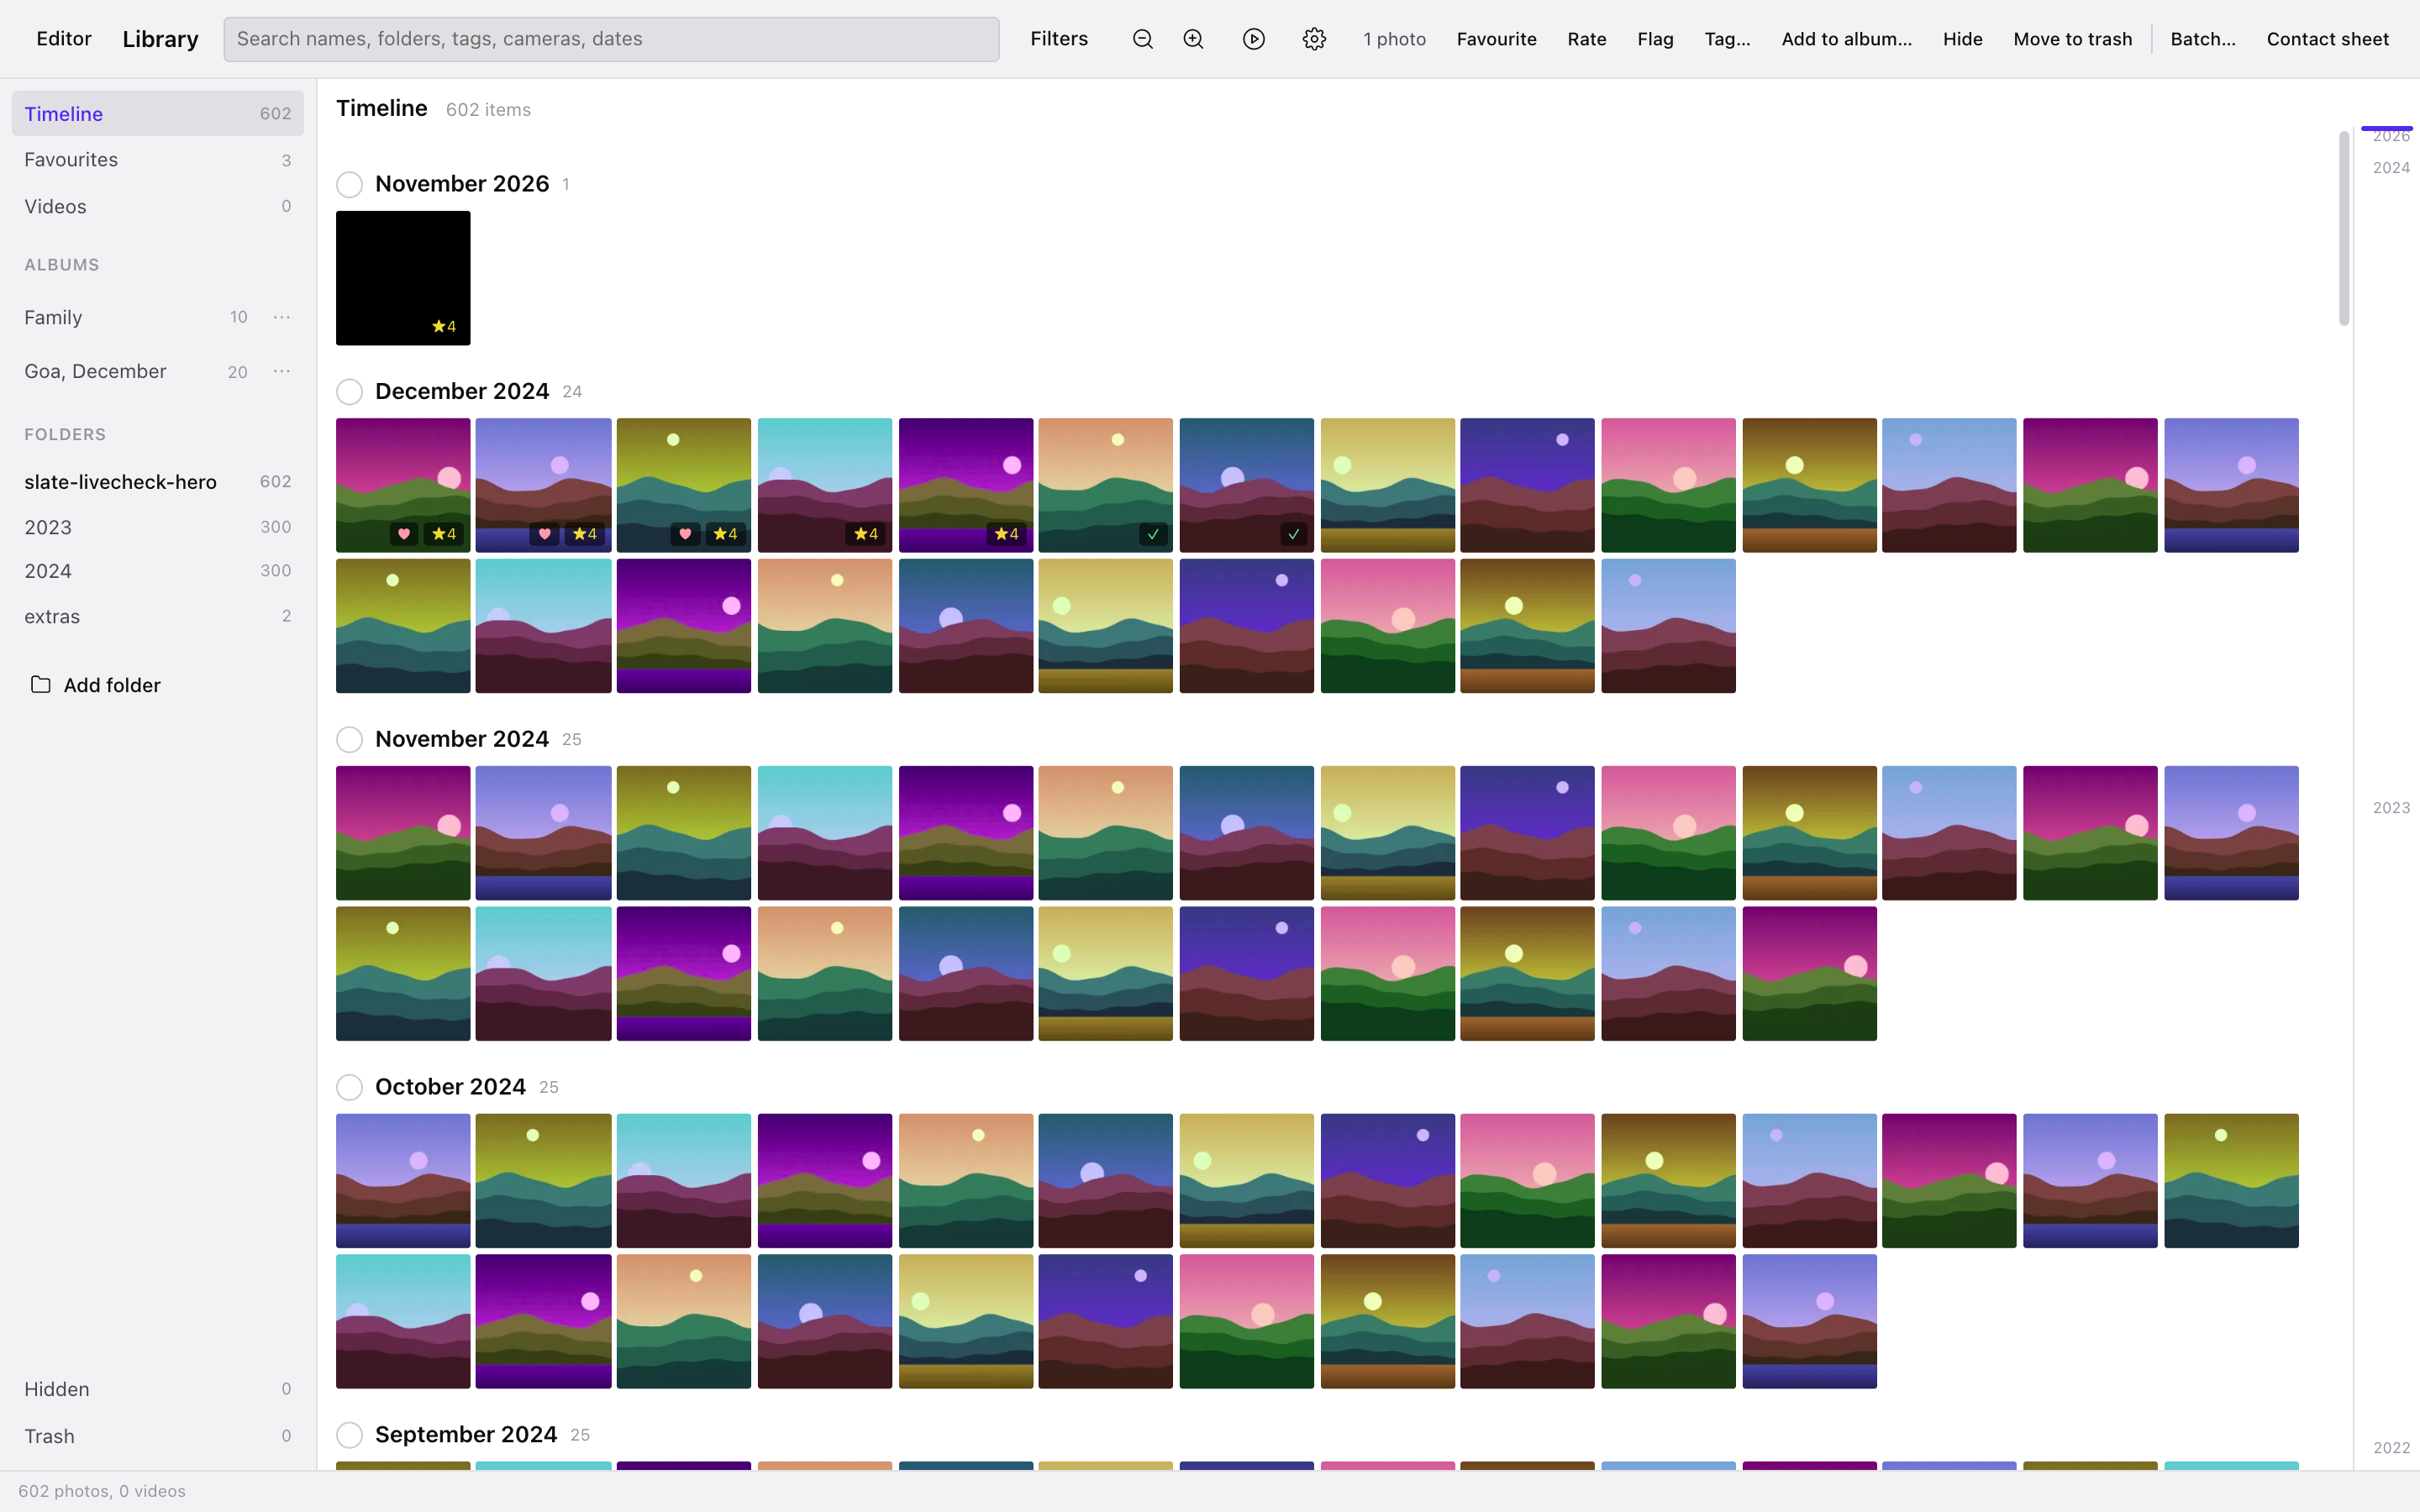 Editor Library Search names, folders, tags, cameras, dates Filters 1 photo Favourite Rate Flag Tag... Add to album... Hide Move to trash Batch... Contact sheet
Timeline 602
Favourites 3
Videos 0
ALBUMS
Family 10 ...
Goa, December 20 ...
FOLDERS
slate-livecheck-hero 602
2023 300
2024 300
extras 2
Add folder
Hidden 0
Trash 0
Timeline 602 items
November 2026 1
★4
December 2024 24
★4 ★4 ★4 ★4 ★4
November 2024 25
October 2024 25
September 2024 25
2026
2024
2023
2022
602 photos, 0 videos